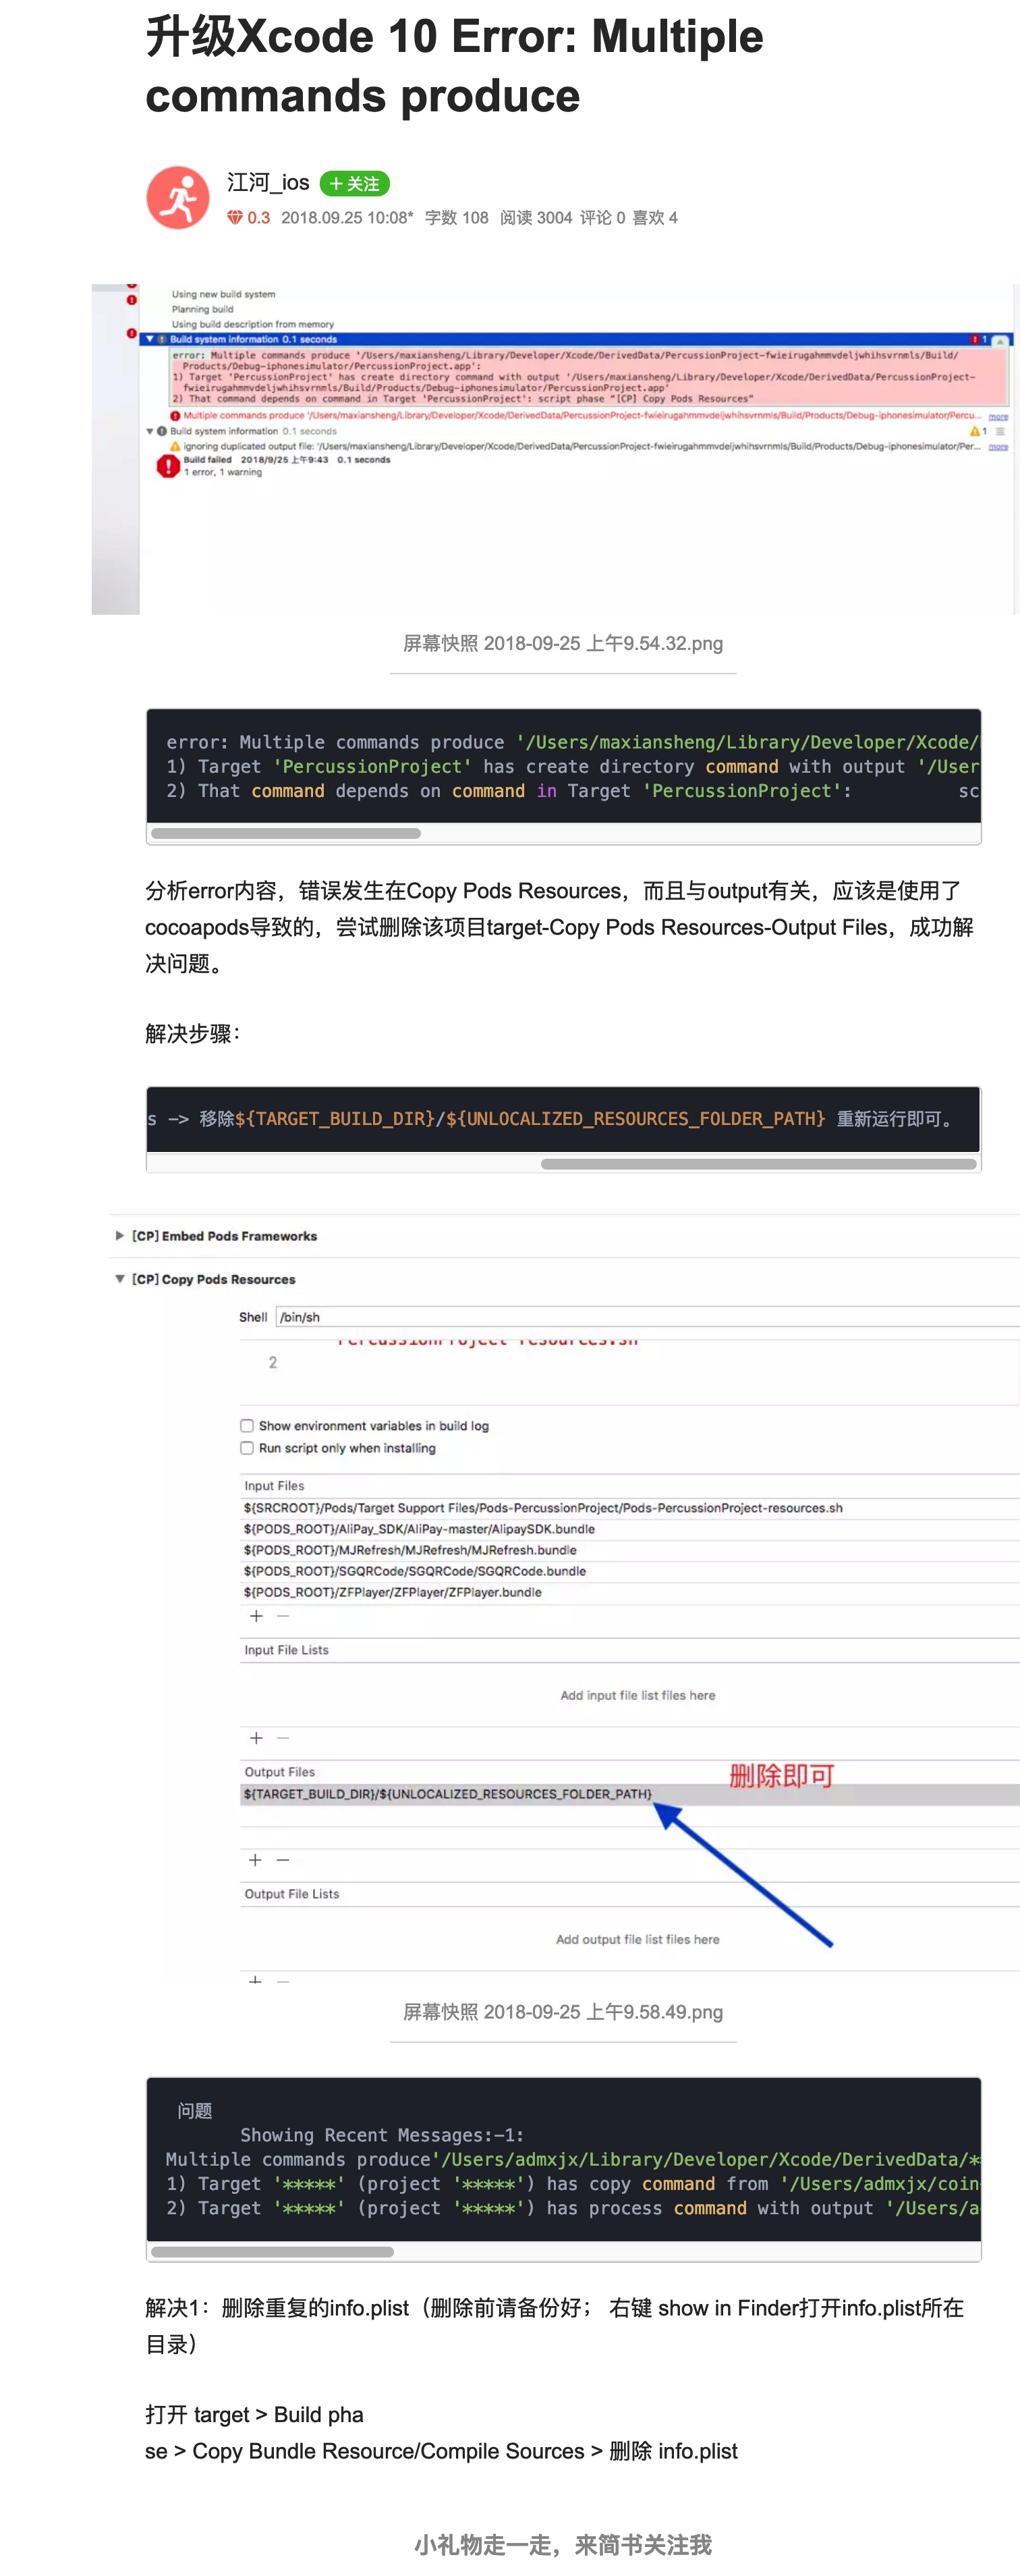 升级Xcode 10 Error: Multiple
commands produce
江河_ios
+ 关注
0.3 2018.09.25 10:08* 字数 108 阅读 3004 评论 0 喜欢 4
Using new build system
Planning build
Using build description from memory
Build system information 0.1 seconds
1
error: Multiple commands produce '/Users/maxiansheng/Library/Developer/Xcode/DerivedData/PercussionProject-fwieirugahmmvdeljwhihsvrnmls/Build/
Products/Debug-iphonesimulator/PercussionProject.app':
1) Target 'PercussionProject' has create directory command with output '/Users/maxiansheng/Library/Developer/Xcode/DerivedData/PercussionProject-
fwieirugahmmvdeljwhihsvrnmls/Build/Products/Debug-iphonesimulator/PercussionProject.app'
2) That command depends on command in Target 'PercussionProject': script phase "[CP] Copy Pods Resources"
Multiple commands produce '/Users/maxiansheng/Library/Developer/Xcode/DerivedData/PercussionProject-fwieirugahmmvdeljwhihsvrnmls/Build/Products/Debug-iphonesimulator/Percu... more
Build system information 0.1 seconds
1
ignoring duplicated output file: '/Users/maxiansheng/Library/Developer/Xcode/DerivedData/PercussionProject-fwieirugahmmvdeljwhihsvrnmls/Build/Products/Debug-iphonesimulator/Per... more
Build failed 2018/9/25 上午9:43 0.1 seconds
1 error, 1 warning
屏幕快照 2018-09-25 上午9.54.32.png
error: Multiple commands produce '/Users/maxiansheng/Library/Developer/Xcode/
1) Target 'PercussionProject' has create directory command with output '/User
2) That command depends on command in Target 'PercussionProject': sc
分析error内容，错误发生在Copy Pods Resources，而且与output有关，应该是使用了
cocoapods导致的，尝试删除该项目target-Copy Pods Resources-Output Files，成功解
决问题。
解决步骤：
s —> 移除${TARGET_BUILD_DIR}/${UNLOCALIZED_RESOURCES_FOLDER_PATH} 重新运行即可。
[CP] Embed Pods Frameworks
[CP] Copy Pods Resources
Shell /bin/sh
PercussionProject-resources.sh
2
Show environment variables in build log
Run script only when installing
Input Files
${SRCROOT}/Pods/Target Support Files/Pods-PercussionProject/Pods-PercussionProject-resources.sh
${PODS_ROOT}/AliPay_SDK/AliPay-master/AlipaySDK.bundle
${PODS_ROOT}/MJRefresh/MJRefresh/MJRefresh.bundle
${PODS_ROOT}/SGQRCode/SGQRCode/SGQRCode.bundle
${PODS_ROOT}/ZFPlayer/ZFPlayer/ZFPlayer.bundle
+ —
Input File Lists
Add input file list files here
+ —
Output Files
删除即可
${TARGET_BUILD_DIR}/${UNLOCALIZED_RESOURCES_FOLDER_PATH}
+ —
Output File Lists
Add output file list files here
+ —
屏幕快照 2018-09-25 上午9.58.49.png
问题
Showing Recent Messages:-1:
Multiple commands produce'/Users/admxjx/Library/Developer/Xcode/DerivedData/*
1) Target '*****' (project '*****') has copy command from '/Users/admxjx/coin
2) Target '*****' (project '*****') has process command with output '/Users/a
解决1：删除重复的info.plist（删除前请备份好； 右键 show in Finder打开info.plist所在
目录）
打开 target > Build pha
se > Copy Bundle Resource/Compile Sources > 删除 info.plist
小礼物走一走，来简书关注我